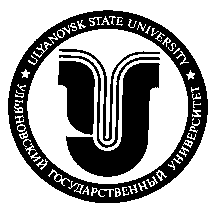 ULYANOVSK STATE UNIVERSITY
УЛЬЯНОВСКИЙ ГОСУДАРСТВЕННЫЙ УНИВЕРСИТЕТ